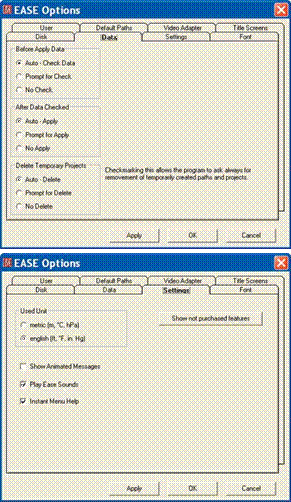 EASE Options
User Default Paths Video Adapter Title Screens
Disk Data Settings Font
Before Apply Data
Auto - Check Data
Prompt for Check
No Check
After Data Checked
Auto - Apply
Prompt for Apply
No Apply
Delete Temporary Projects
Auto - Delete
Prompt for Delete
No Delete
Checkmarking this allows the program to ask always for
removement of temporarly created paths and projects.
Apply OK Cancel
EASE Options
User Default Paths Video Adapter Title Screens
Disk Data Settings Font
Used Unit
metric (m, °C, hPa)
english (ft, °F, in. Hg)
Show not purchased features
Show Animated Messages
Play Ease Sounds
Instant Menu Help
Apply OK Cancel